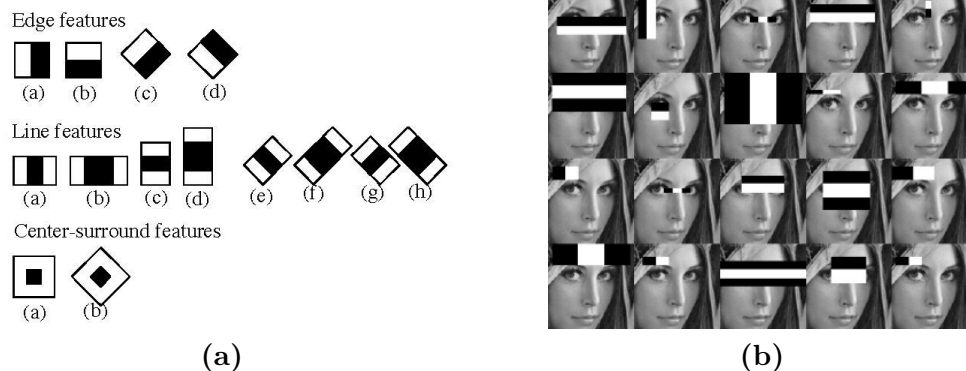 Edge features
(a) (b) (c) (d)
Line features
(a) (b) (c) (d) (e) (f) (g) (h)
Center-surround features
(a) (b)
(a) (b)